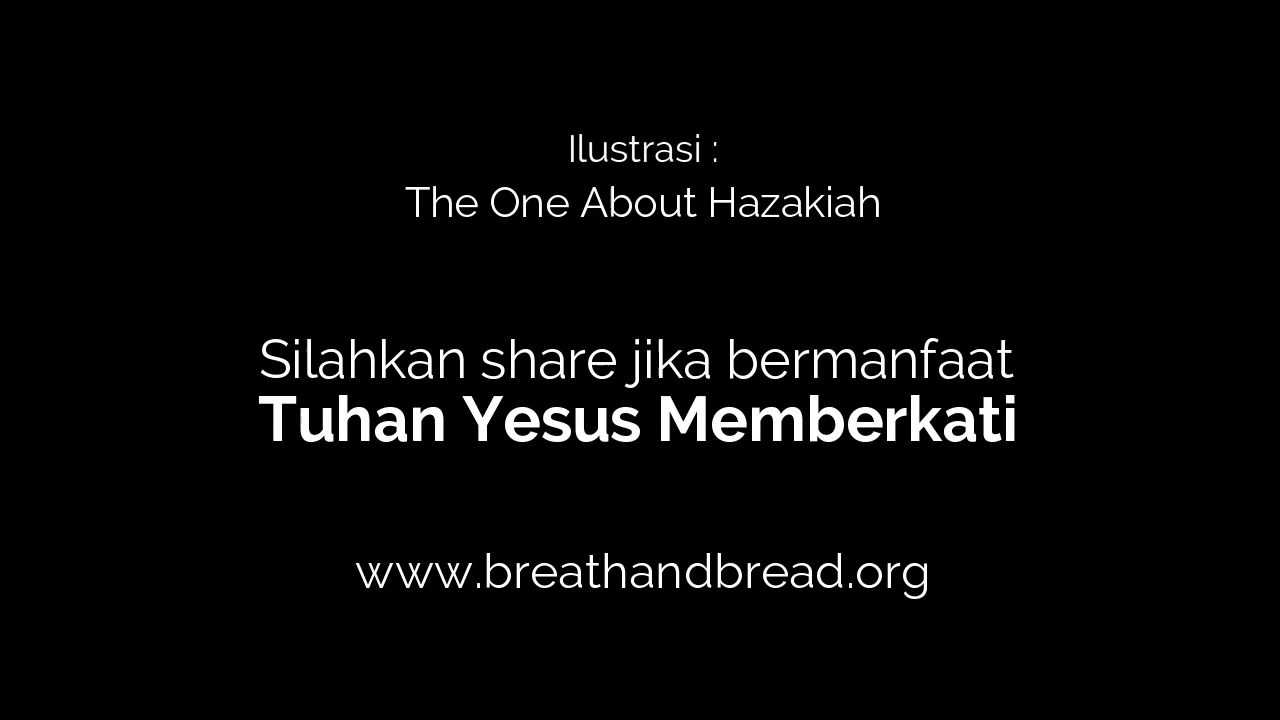 Ilustrasi :
The One About Hazakiah
Silahkan share jika bermanfaat
Tuhan Yesus Memberkati
www.breathandbread.org